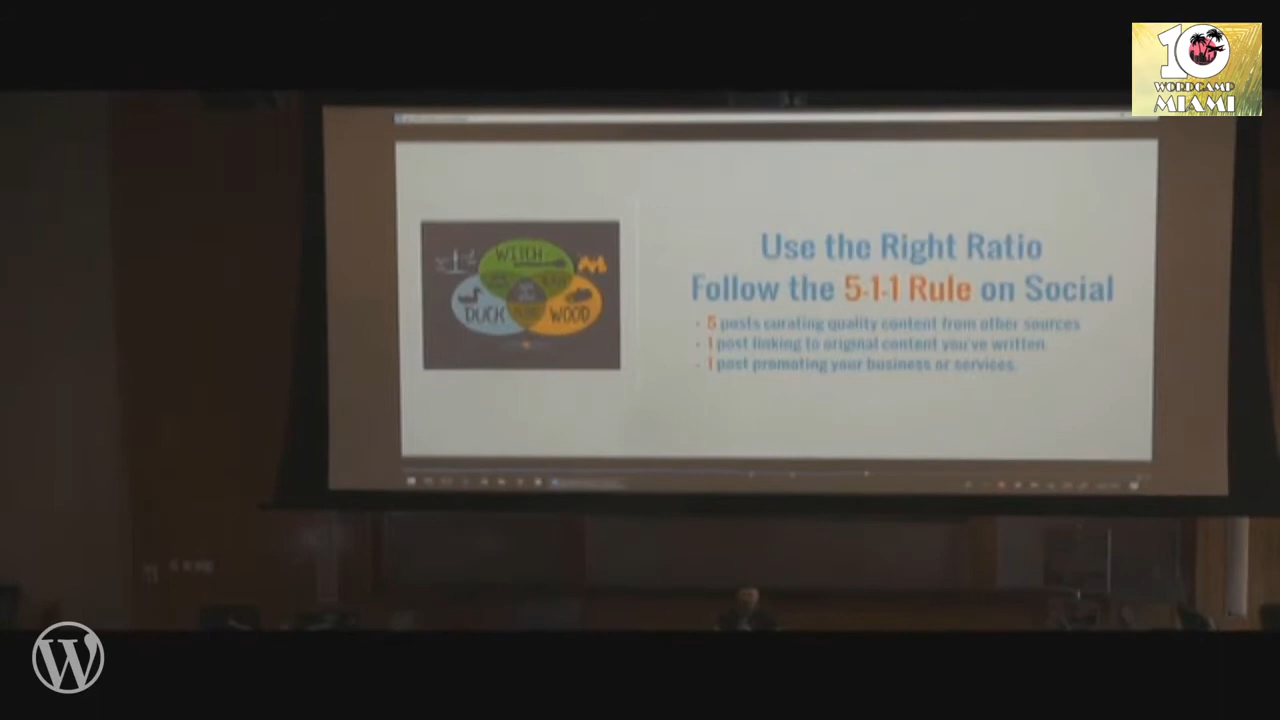 10
WORDCAMP
MIAMI
WITCH
DUCK
WOOD
Use the Right Ratio
Follow the 5-1-1 Rule on Social
- 5 posts curating quality content from other sources
- 1 post linking to original content you've written.
- 1 post promoting your business or services.
W